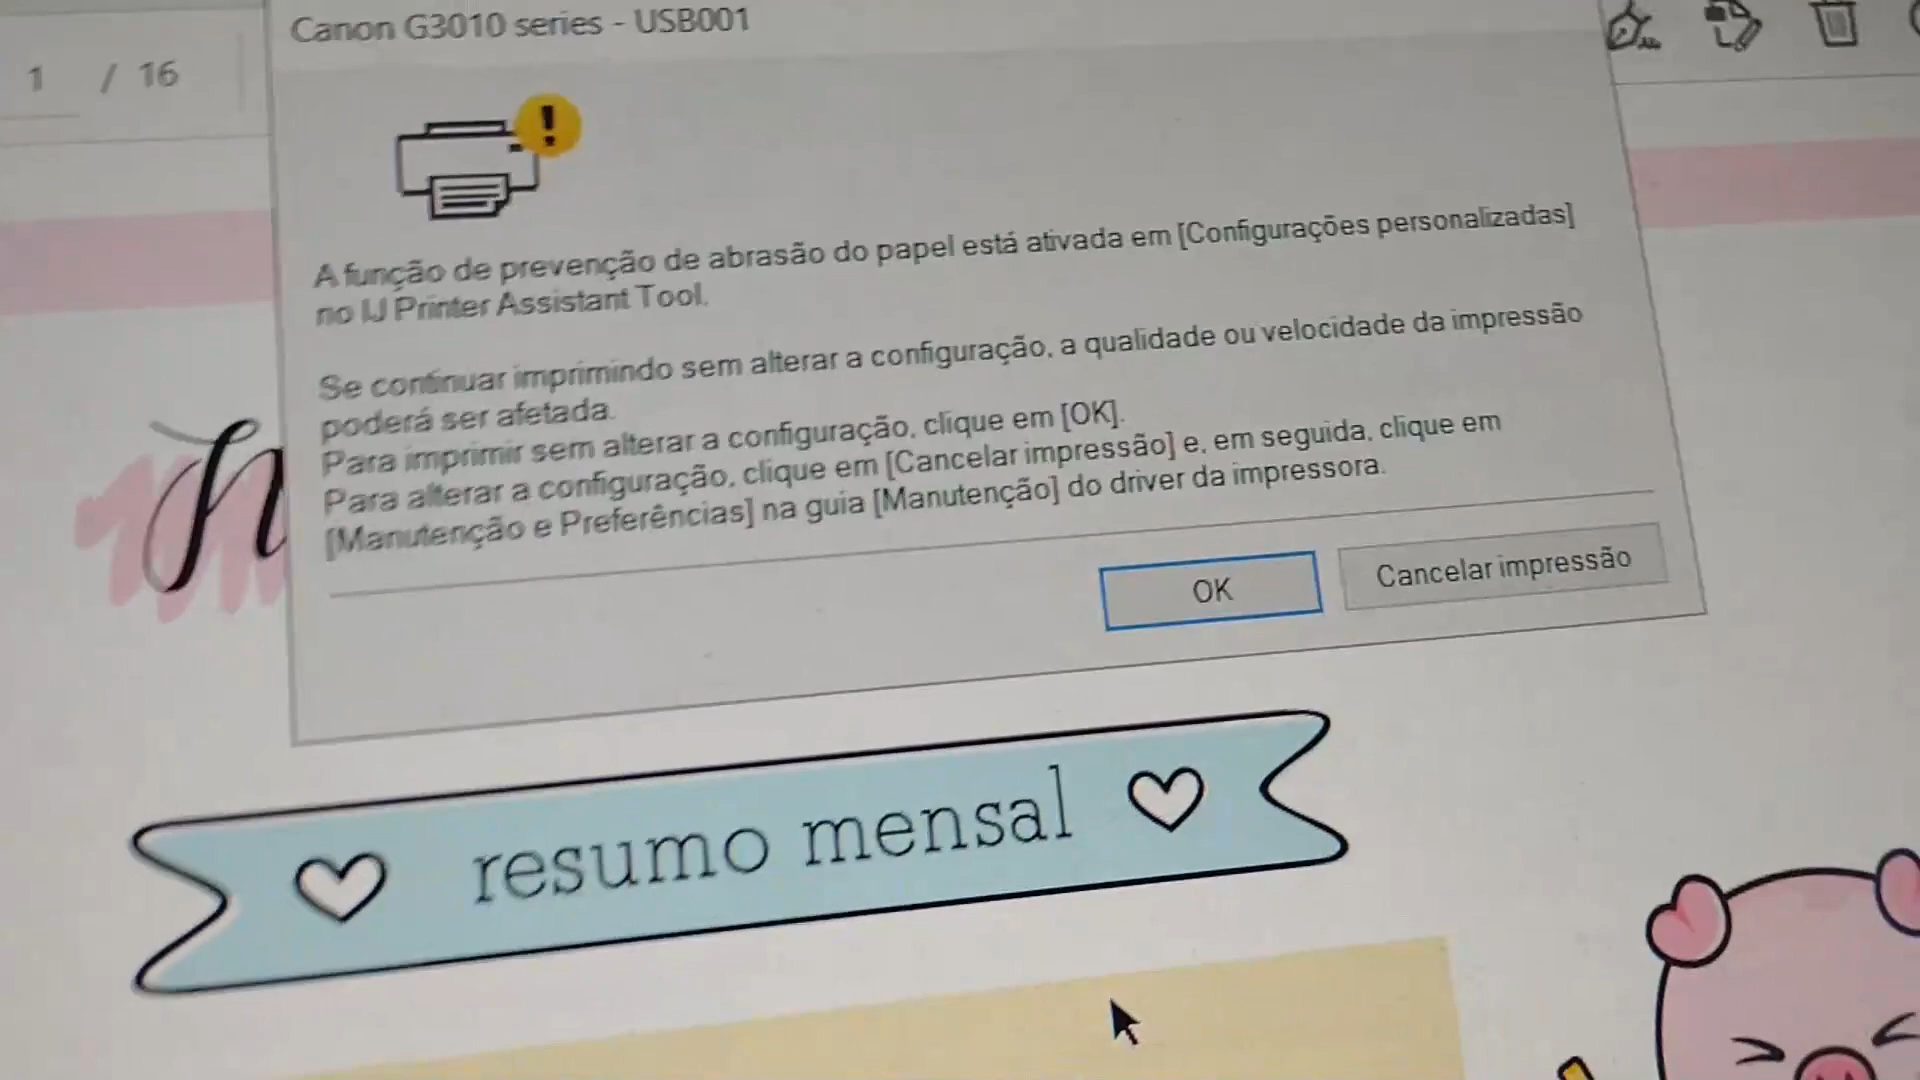 Canon G3010 series - USB001
1 / 16
A função de prevenção de abrasão do papel está ativada em [Configurações personalizadas]
no IJ Printer Assistant Tool.
Se continuar imprimindo sem alterar a configuração, a qualidade ou velocidade da impressão
poderá ser afetada.
Para imprimir sem alterar a configuração, clique em [OK].
Para alterar a configuração, clique em [Cancelar impressão] e, em seguida, clique em
[Manutenção e Preferências] na guia [Manutenção] do driver da impressora.
OK
Cancelar impressão
resumo mensal